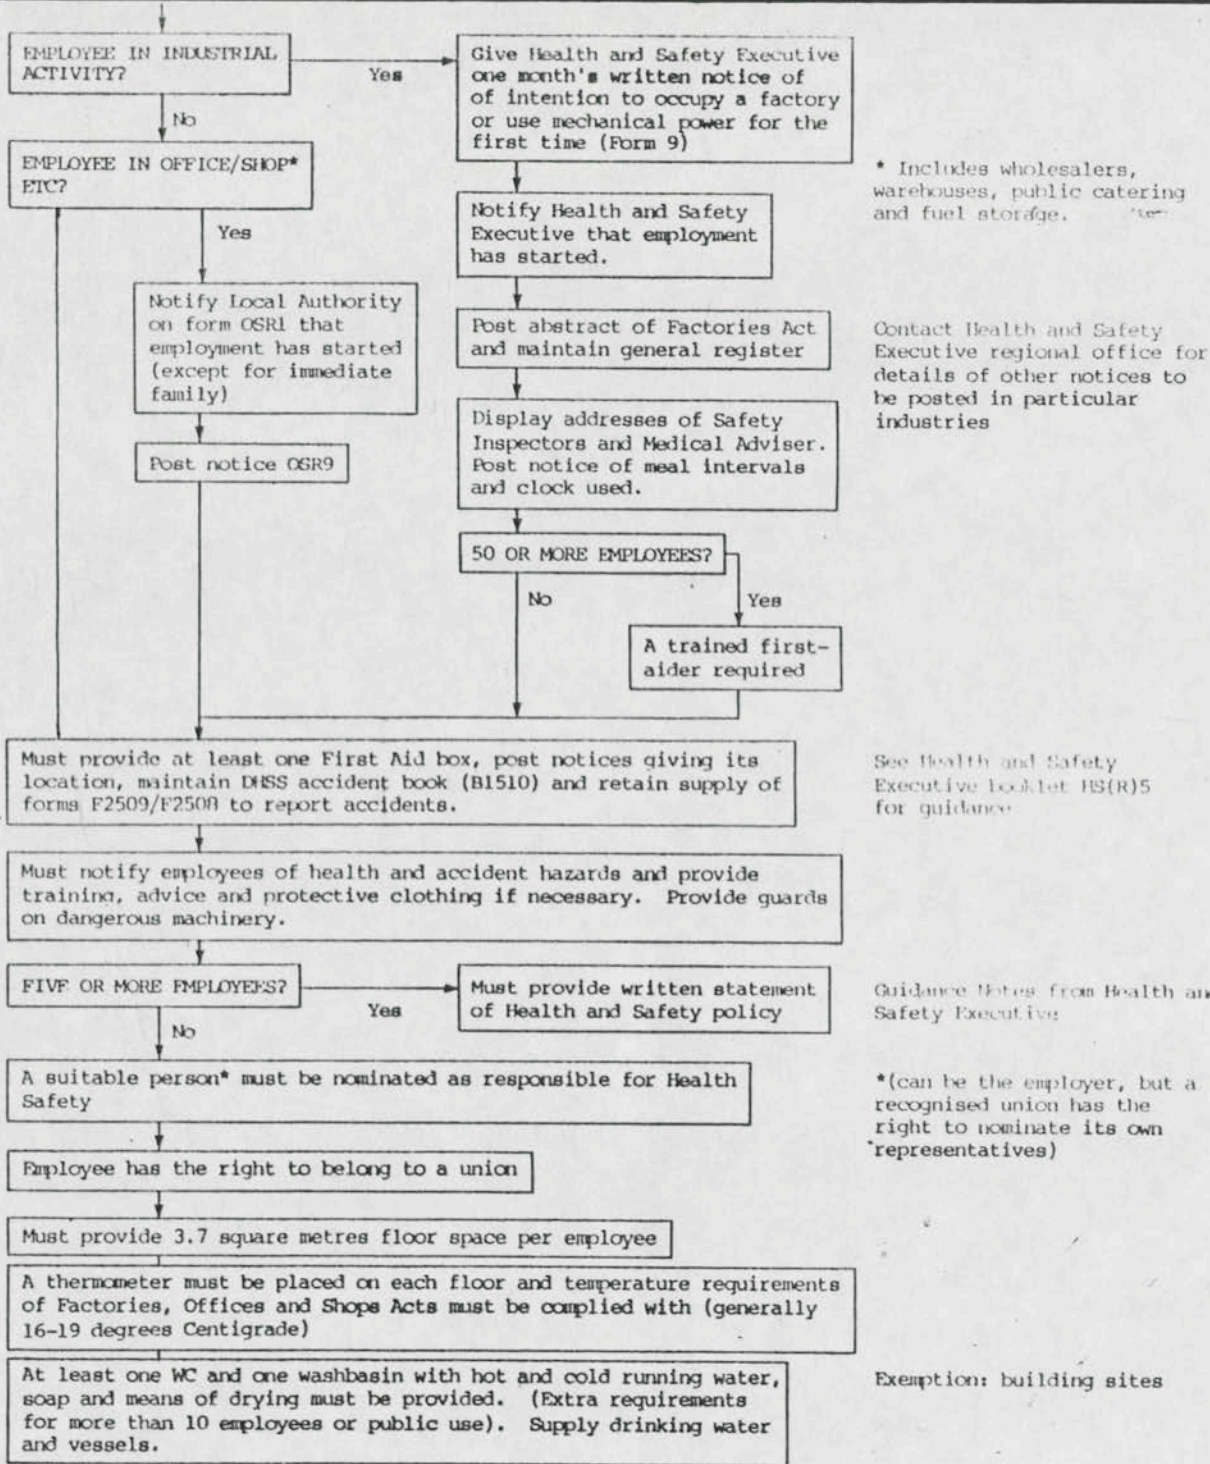 EMPLOYEE IN INDUSTRIAL
ACTIVITY?
Yes
No
Give Health and Safety Executive
one month's written notice of
of intention to occupy a factory
or use mechanical power for the
first time (Form 9)
EMPLOYEE IN OFFICE/SHOP*
ETC?
Yes
* Includes wholesalers,
warehouses, public catering
and fuel storage.
Notify Health and Safety
Executive that employment
has started.
Notify Local Authority
on form OSR1 that
employment has started
(except for immediate
family)
Post notice OSR9
Post abstract of Factories Act
and maintain general register
Contact Health and Safety
Executive regional office for
details of other notices to
be posted in particular
industries
Display addresses of Safety
Inspectors and Medical Adviser.
Post notice of meal intervals
and clock used.
50 OR MORE EMPLOYEES?
No
Yes
A trained first-
aider required
Must provide at least one First Aid box, post notices giving its
location, maintain DHSS accident book (B1510) and retain supply of
forms F2509/F2508 to report accidents.
See Health and Safety
Executive booklet HS(R)5
for guidance
Must notify employees of health and accident hazards and provide
training, advice and protective clothing if necessary. Provide guards
on dangerous machinery.
FIVE OR MORE EMPLOYEES?
Yes
No
Must provide written statement
of Health and Safety policy
Guidance Notes from Health an
Safety Executive
A suitable person* must be nominated as responsible for Health
Safety
*(can be the employer, but a
recognised union has the
right to nominate its own
representatives)
Employee has the right to belong to a union
Must provide 3.7 square metres floor space per employee
A thermometer must be placed on each floor and temperature requirements
of Factories, Offices and Shops Acts must be complied with (generally
16-19 degrees Centigrade)
At least one WC and one washbasin with hot and cold running water,
soap and means of drying must be provided. (Extra requirements
for more than 10 employees or public use). Supply drinking water
and vessels.
Exemption: building sites